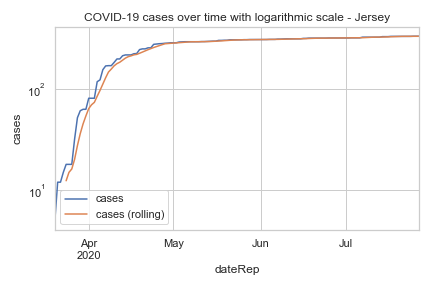 COVID-19 cases over time with logarithmic scale - Jersey
cases
10²
10¹
cases
cases (rolling)
Apr
2020
May
Jun
Jul
dateRep